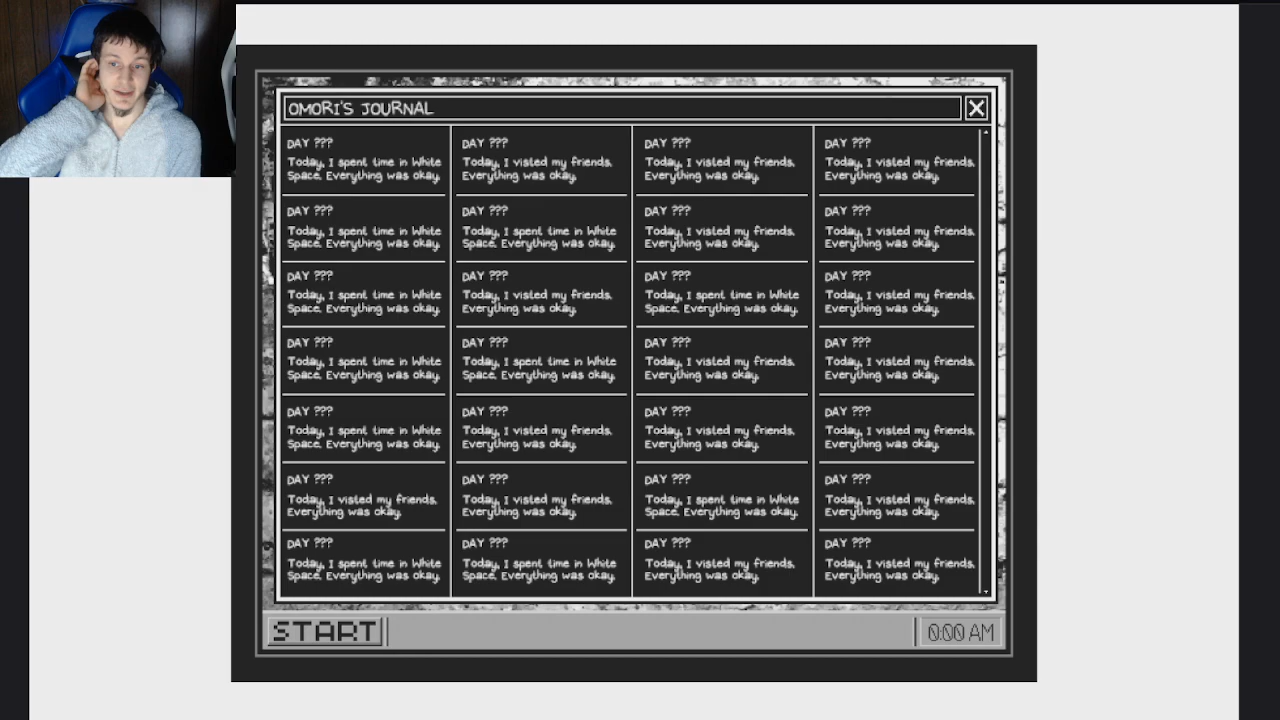 OMORI'S JOURNAL
DAY ???
Today, I spent time in White
Space. Everything was okay.
DAY ???
Today, I spent time in White
Space. Everything was okay.
DAY ???
Today, I spent time in White
Space. Everything was okay.
DAY ???
Today, I spent time in White
Space. Everything was okay.
DAY ???
Today, I spent time in White
Space. Everything was okay.
DAY ???
Today, I visted my friends.
Everything was okay.
DAY ???
Today, I spent time in White
Space. Everything was okay.
DAY ???
Today, I visted my friends.
Everything was okay.
DAY ???
Today, I spent time in White
Space. Everything was okay.
DAY ???
Today, I visted my friends.
Everything was okay.
DAY ???
Today, I spent time in White
Space. Everything was okay.
DAY ???
Today, I visted my friends.
Everything was okay.
DAY ???
Today, I visted my friends.
Everything was okay.
DAY ???
Today, I spent time in White
Space. Everything was okay.
DAY ???
Today, I visted my friends.
Everything was okay.
DAY ???
Today, I visted my friends.
Everything was okay.
DAY ???
Today, I spent time in White
Space. Everything was okay.
DAY ???
Today, I visted my friends.
Everything was okay.
DAY ???
Today, I visted my friends.
Everything was okay.
DAY ???
Today, I spent time in White
Space. Everything was okay.
DAY ???
Today, I visted my friends.
Everything was okay.
DAY ???
Today, I visted my friends.
Everything was okay.
DAY ???
Today, I visted my friends.
Everything was okay.
DAY ???
Today, I visted my friends.
Everything was okay.
DAY ???
Today, I visted my friends.
Everything was okay.
DAY ???
Today, I visted my friends.
Everything was okay.
DAY ???
Today, I visted my friends.
Everything was okay.
DAY ???
Today, I visted my friends.
Everything was okay.
START
0:00 AM